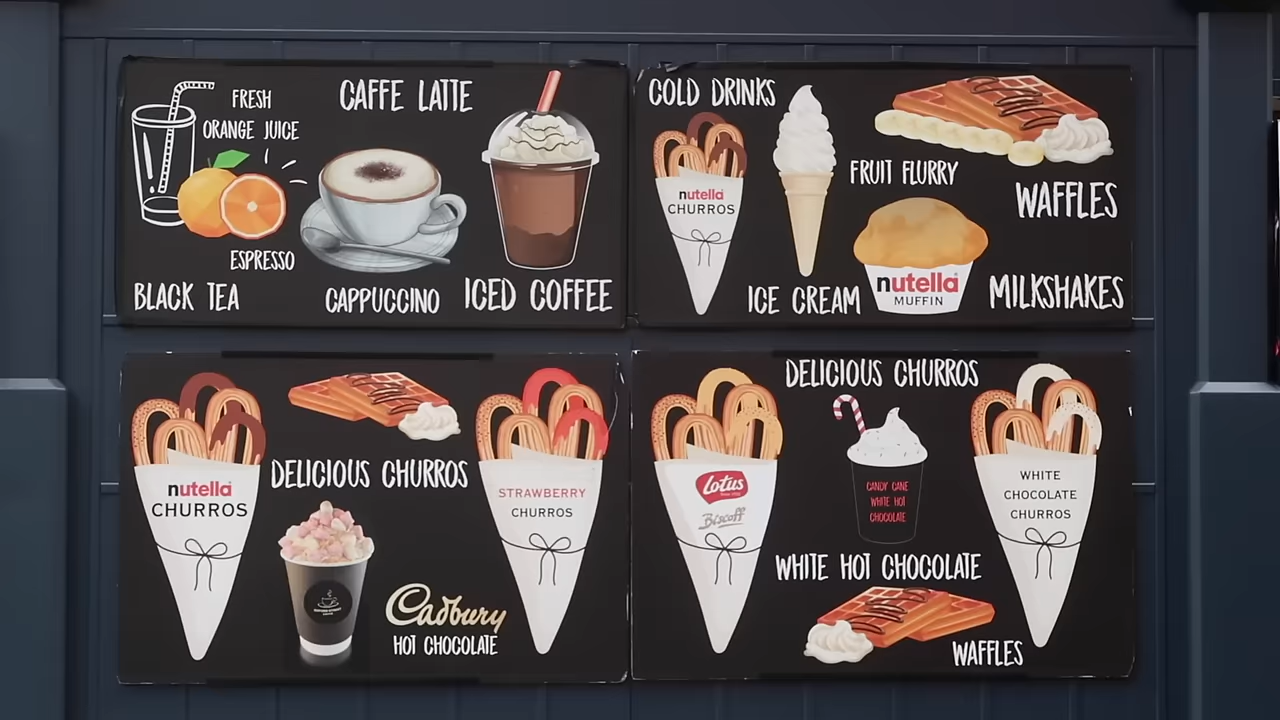 FRESH
ORANGE JUICE
CAFFE LATTE
ESPRESSO
BLACK TEA
CAPPUCCINO
ICED COFFEE
COLD DRINKS
nutella
CHURROS
FRUIT FLURRY
WAFFLES
ICE CREAM
nutella
MUFFIN
MILKSHAKES
nutella
CHURROS
DELICIOUS CHURROS
STRAWBERRY
CHURROS
Cadbury
HOT CHOCOLATE
DELICIOUS CHURROS
Lotus
Biscoff
CANDY CANE
WHITE HOT
CHOCOLATE
WHITE
CHOCOLATE
CHURROS
WHITE HOT CHOCOLATE
WAFFLES